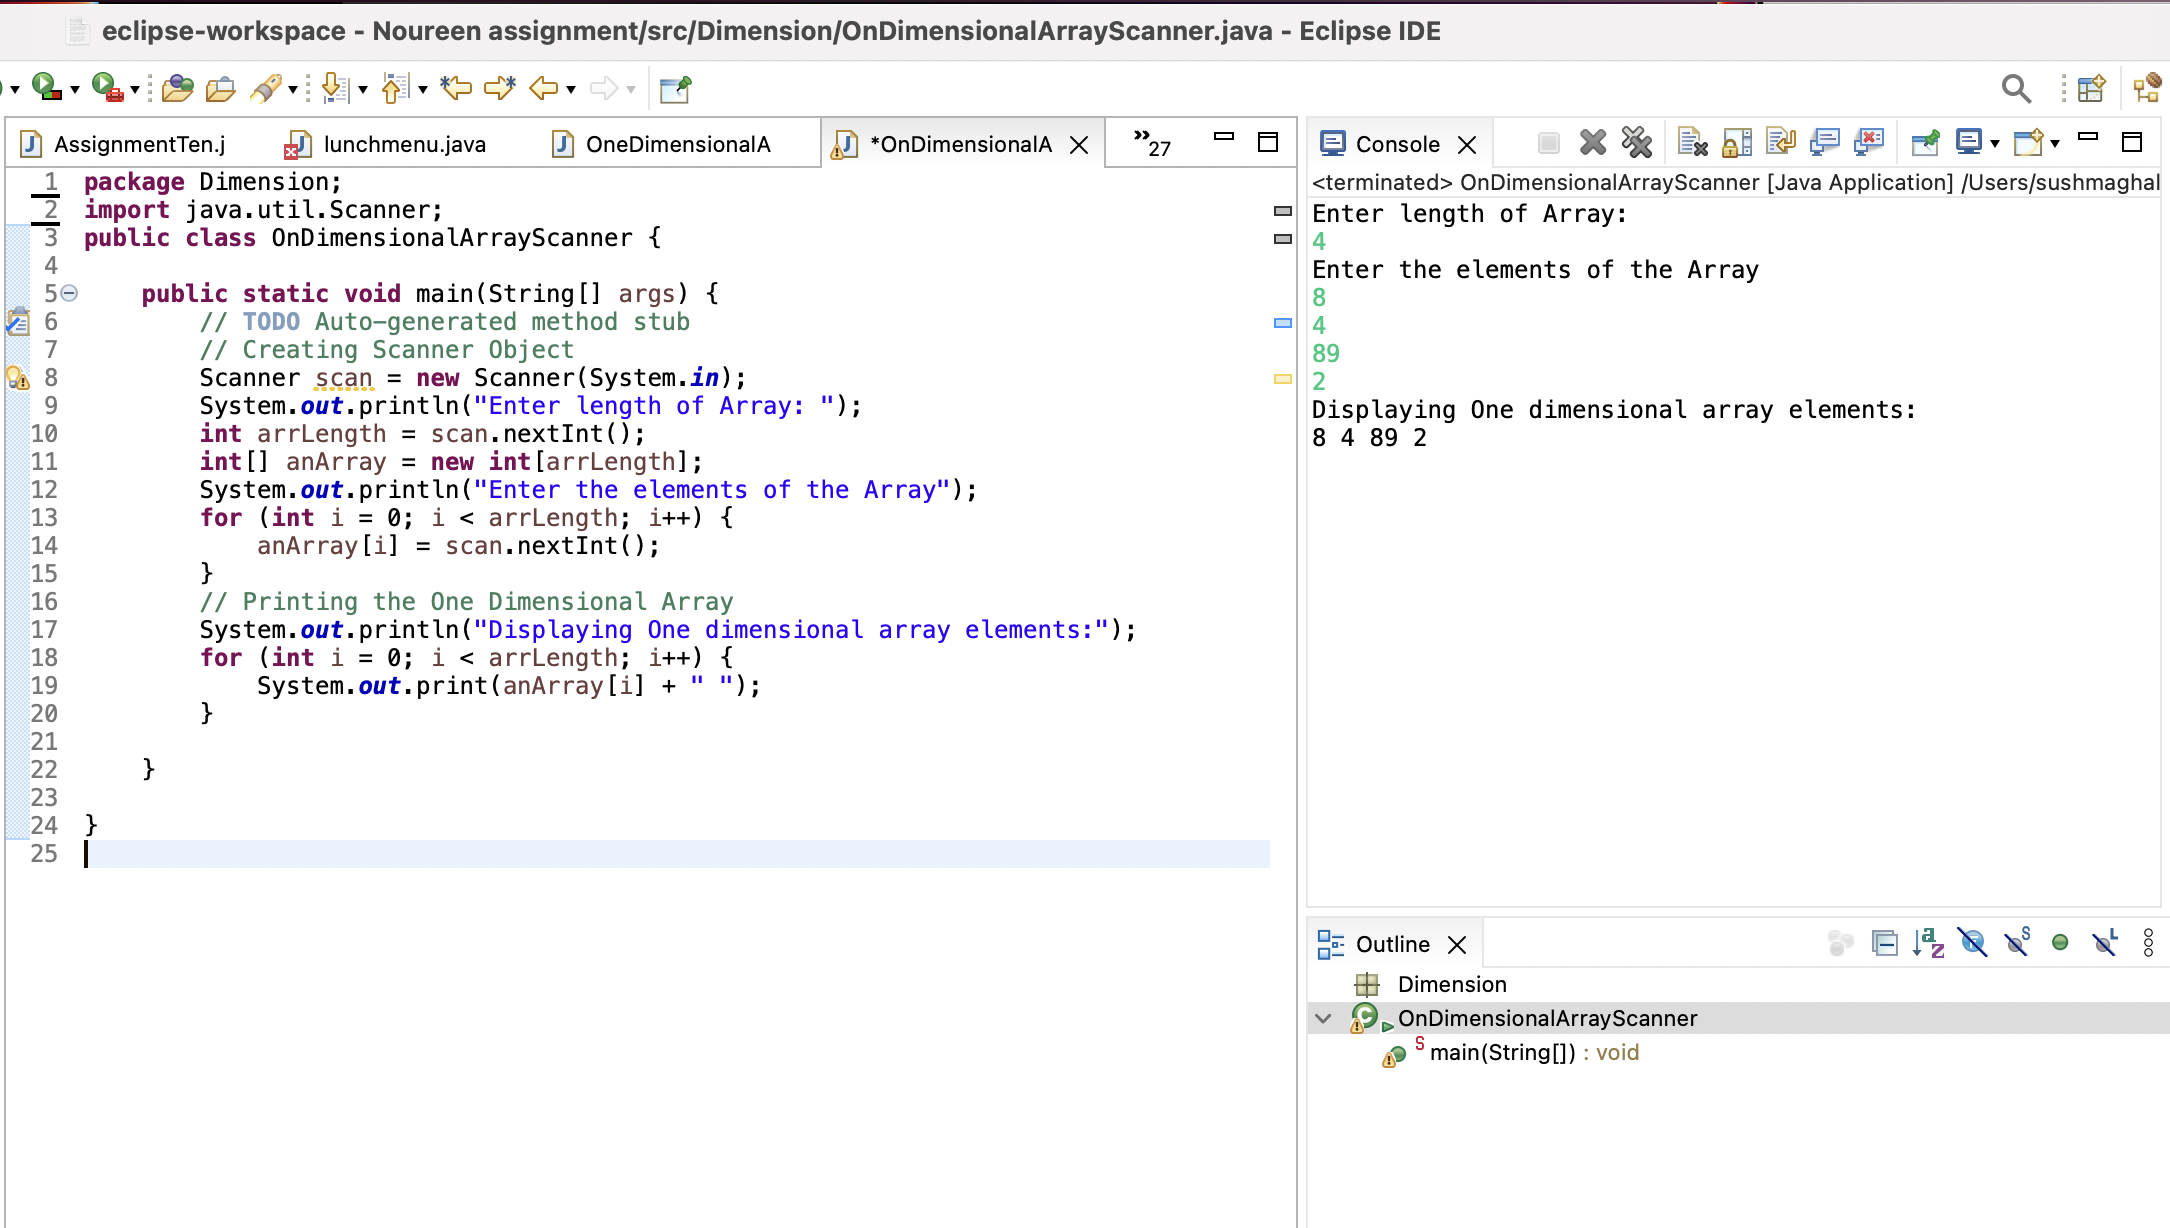 eclipse-workspace - Noureen assignment/src/Dimension/OnDimensionalArrayScanner.java - Eclipse IDE
AssignmentTen.j
lunchmenu.java
OneDimensionalA
*OnDimensionalA
27
1 package Dimension;
2 import java.util.Scanner;
3 public class OnDimensionalArrayScanner {
4
5     public static void main(String[] args) {
6         // TODO Auto-generated method stub
7         // Creating Scanner Object
8         Scanner scan = new Scanner(System.in);
9         System.out.println("Enter length of Array: ");
10         int arrLength = scan.nextInt();
11         int[] anArray = new int[arrLength];
12         System.out.println("Enter the elements of the Array");
13         for (int i = 0; i < arrLength; i++) {
14             anArray[i] = scan.nextInt();
15         }
16         // Printing the One Dimensional Array
17         System.out.println("Displaying One dimensional array elements:");
18         for (int i = 0; i < arrLength; i++) {
19             System.out.print(anArray[i] + " ");
20         }
21
22     }
23
24 }
25
Console
<terminated> OnDimensionalArrayScanner [Java Application] /Users/sushmaghal
Enter length of Array:
4
Enter the elements of the Array
8
4
89
2
Displaying One dimensional array elements:
8 4 89 2
Outline
Dimension
OnDimensionalArrayScanner
main(String[]) : void